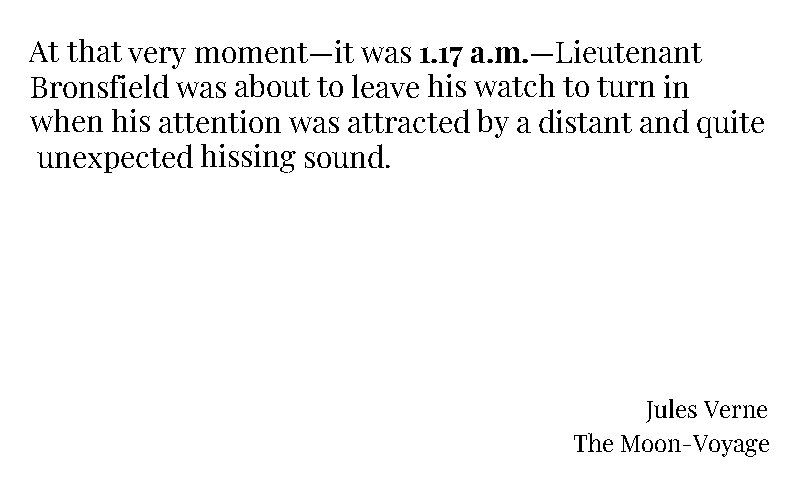 At that very moment—it was 1.17 a.m.—Lieutenant
Bronsfield was about to leave his watch to turn in
when his attention was attracted by a distant and quite
unexpected hissing sound.
Jules Verne
The Moon-Voyage